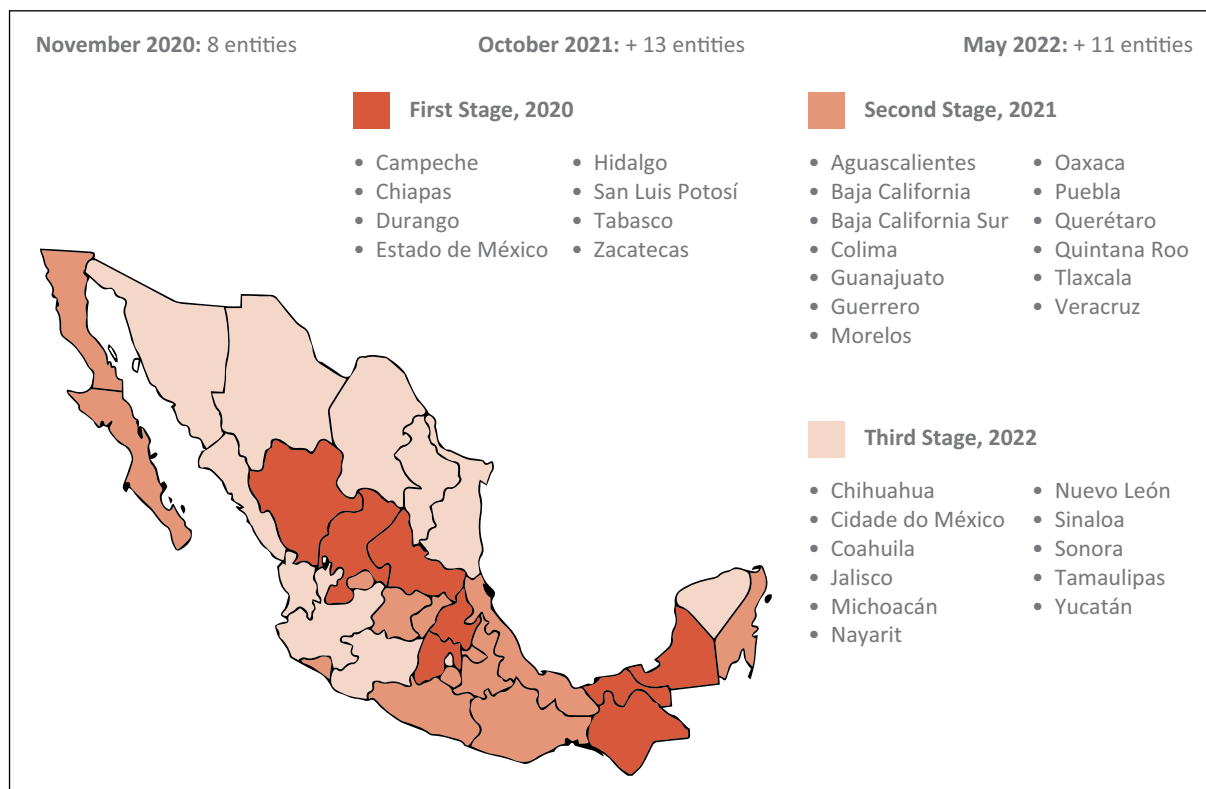 November 2020: 8 entities
October 2021: + 13 entities
May 2022: + 11 entities
First Stage, 2020
• Campeche
• Chiapas
• Durango
• Estado de México
• Hidalgo
• San Luis Potosí
• Tabasco
• Zacatecas
Second Stage, 2021
• Aguascalientes
• Baja California
• Baja California Sur
• Colima
• Guanajuato
• Guerrero
• Morelos
• Oaxaca
• Puebla
• Querétaro
• Quintana Roo
• Tlaxcala
• Veracruz
Third Stage, 2022
• Chihuahua
• Cidade do México
• Coahuila
• Jalisco
• Michoacán
• Nayarit
• Nuevo León
• Sinaloa
• Sonora
• Tamaulipas
• Yucatán